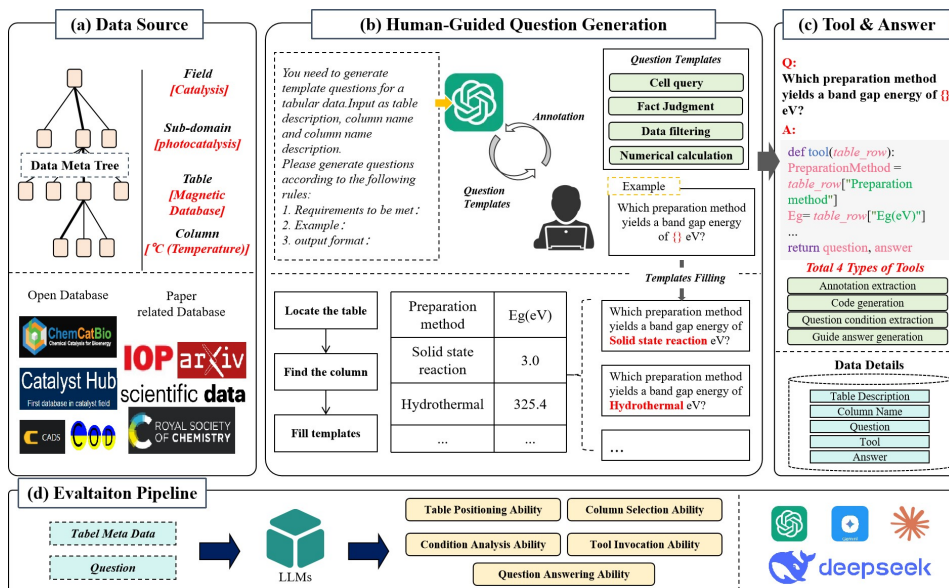 (a) Data Source
Field
[Catalysis]
Sub-domain
[photocatalysis]
Data Meta Tree
Table
[Magnetic
Database]
Column
[°C (Temperature)]
Open Database
Paper
related Database
ChemCatBio
Chemical Catalysis for Bioenergy
IOP
arXiv
Catalyst Hub
First database in catalyst field
scientific data
CADS
COD
ROYAL SOCIETY
OF CHEMISTRY
(b) Human-Guided Question Generation
You need to generate
template questions for a
tabular data.Input as table
description, column name
and column name
description.
Please generate questions
according to the following
rules:
1. Requirements to be met：
2. Example：
3. output format：
Annotation
Question
Templates
Question Templates
Cell query
Fact Judgment
Data filtering
Numerical calculation
Example
Which preparation method
yields a band gap energy
of {} eV?
Templates Filling
Locate the table
Find the column
Fill templates
Preparation
method
Eg(eV)
Solid state
reaction
3.0
Hydrothermal
325.4
...
...
Which preparation method
yields a band gap energy of
Solid state reaction eV?
Which preparation method
yields a band gap energy of
Hydrothermal eV?
...
(c) Tool & Answer
Q:
Which preparation method
yields a band gap energy of {}
eV?
A:
def tool(table_row):
PreparationMethod =
table_row["Preparation
method"]
Eg= table_row["Eg(eV)"]
...
return question, answer
Total 4 Types of Tools
Annotation extraction
Code generation
Question condition extraction
Guide answer generation
Data Details
Table Description
Column Name
Question
Tool
Answer
(d) Evaltaiton Pipeline
Tabel Meta Data
Question
LLMs
Table Positioning Ability
Column Selection Ability
Condition Analysis Ability
Tool Invocation Ability
Question Answering Ability
deepseek